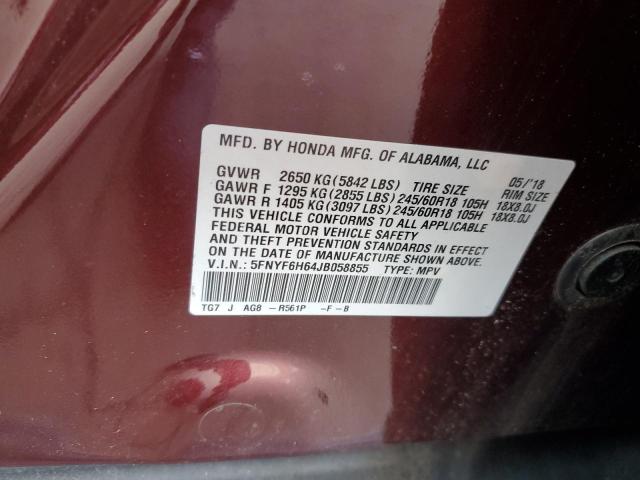 MFD. BY HONDA MFG. OF ALABAMA, LLC
GVWR 2650 KG (5842 LBS) TIRE SIZE 05/'18 RIM SIZE
GAWR F 1295 KG (2855 LBS) 245/60R18 105H 18X8.0J
GAWR R 1405 KG (3097 LBS) 245/60R18 105H 18X8.0J
THIS VEHICLE CONFORMS TO ALL APPLICABLE
FEDERAL MOTOR VEHICLE SAFETY
AND THEFT PREVENTION STANDARDS IN EFFECT
ON THE DATE OF MANUFACTURE SHOWN ABOVE.
V.I.N.: 5FNYF6H64JB058855 TYPE: MPV
TG7 J AG8 -R561P -F-B